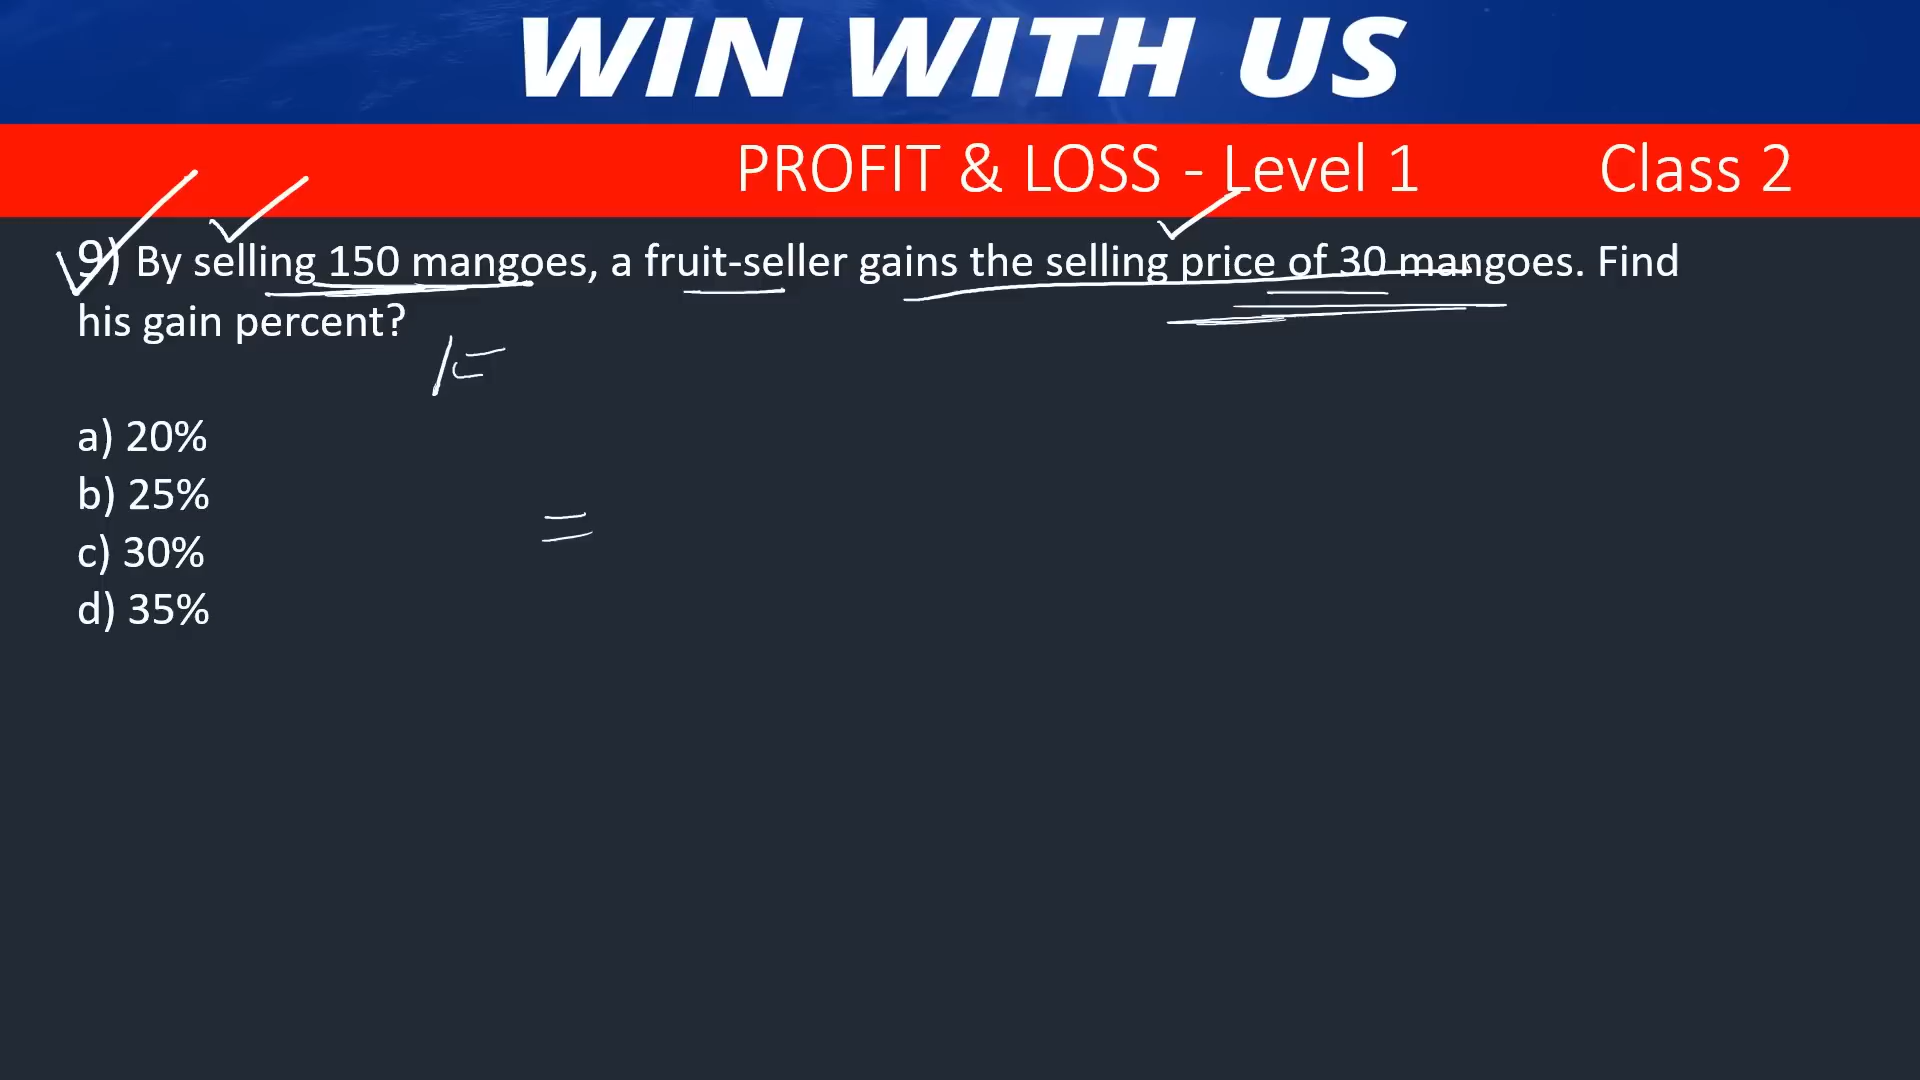 WIN WITH US
PROFIT & LOSS - Level 1 Class 2
9) By selling 150 mangoes, a fruit-seller gains the selling price of 30 mangoes. Find
his gain percent?
15
a) 20%
b) 25%
=
c) 30%
d) 35%